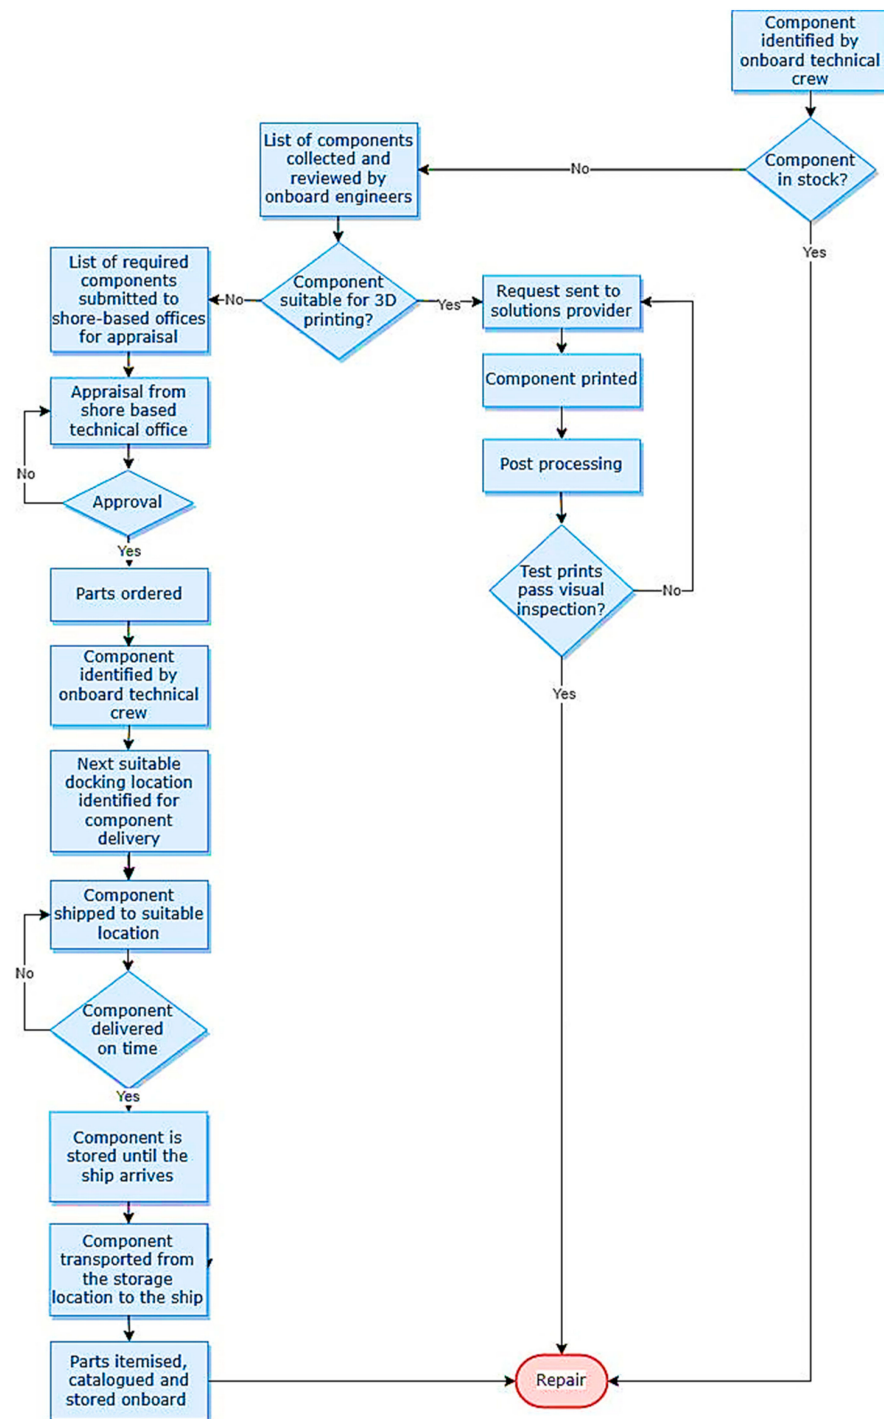 Component
identified by
onboard technical
crew
Component
in stock?
No
Yes
List of components
collected and
reviewed by
onboard engineers
Component
suitable for 3D
printing?
No
Yes
List of required
components
submitted to
shore-based offices
for appraisal
Appraisal from
shore based
technical office
No
Approval
Yes
Parts ordered
Component
identified by
onboard technical
crew
Next suitable
docking location
identified for
component
delivery
Component
shipped to suitable
location
No
Component
delivered
on time
Yes
Component is
stored until the
ship arrives
Component
transported from
the storage
location to the ship
Parts itemised,
catalogued and
stored onboard
Request sent to
solutions provider
Component printed
Post processing
Test prints
pass visual
inspection?
No
Yes
Repair